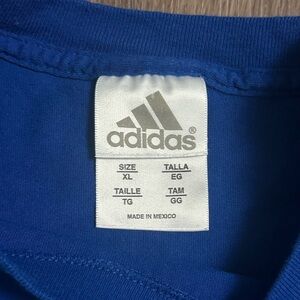 adidas®
SIZE TALLA
XL EG
TAILLE TAM
TG GG
MADE IN MEXICO